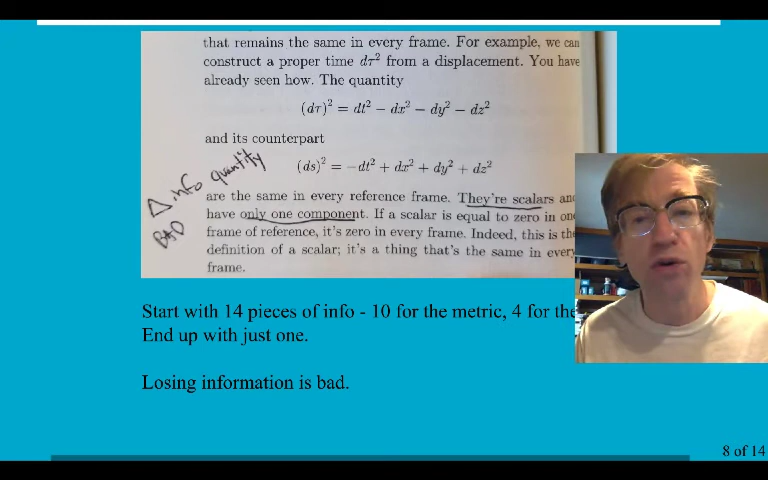 that remains the same in every frame. For example, we can
construct a proper time dτ² from a displacement. You have
already seen how. The quantity
(dτ)² = dt² − dx² − dy² − dz²
and its counterpart
(ds)² = −dt² + dx² + dy² + dz²
Δ info quantity
BAD
are the same in every reference frame. They're scalars and
have only one component. If a scalar is equal to zero in one
frame of reference, it's zero in every frame. Indeed, this is the
definition of a scalar; it's a thing that's the same in every
frame.
Start with 14 pieces of info - 10 for the metric, 4 for the
End up with just one.
Losing information is bad.
8 of 14